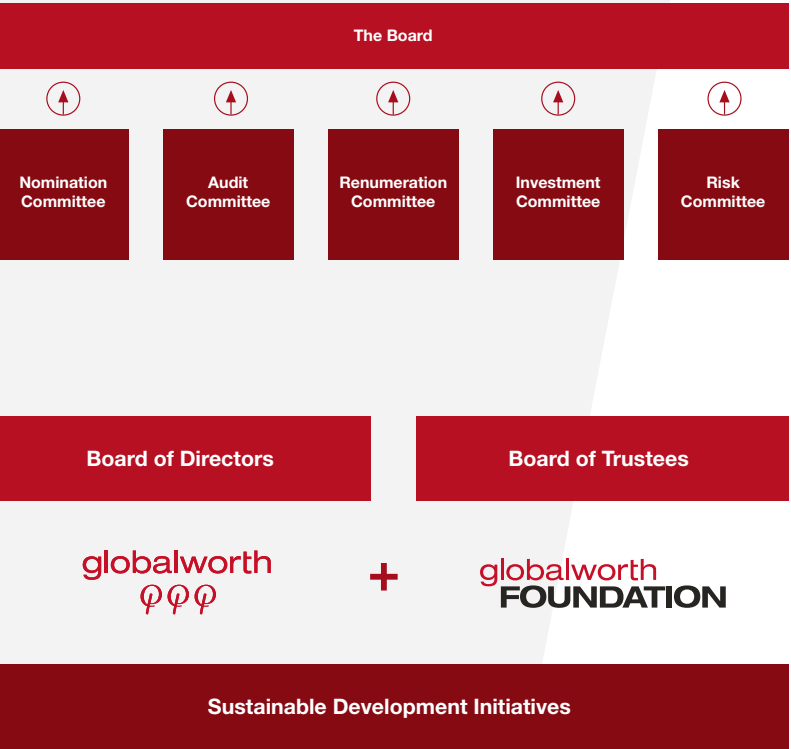 The Board
Nomination
Committee
Audit
Committee
Renumeration
Committee
Investment
Committee
Risk
Committee
Board of Directors
Board of Trustees
globalworth
+
globalworth
FOUNDATION
Sustainable Development Initiatives